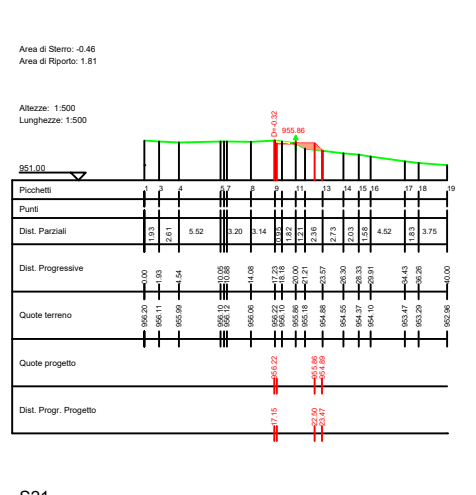 Area di Sterro: -0.46
Area di Riporto: 1.81
Altezze: 1:500
Lunghezze: 1:500
D=-0.32
955.86
951.00
Picchetti 1 3 4 5 7 8 9 11 13 14 15 16 17 18 19
Punti
Dist. Parziali 1.93 2.61 5.52 3.20 3.14 0.95 1.82 1.21 2.36 2.73 2.03 1.58 4.52 1.83 3.75
Dist. Progressive 0.00 1.93 4.54 10.05 10.88 14.08 17.23 18.18 20.00 21.21 23.57 26.30 28.33 29.91 34.43 36.26 40.00
Quote terreno 956.20 956.11 955.99 956.10 956.12 956.06 956.22 956.10 955.86 955.18 954.88 954.55 954.37 954.10 953.47 953.29 952.96
Quote progetto 956.22 955.86 954.89
Dist. Progr. Progetto 17.15 22.50 23.47